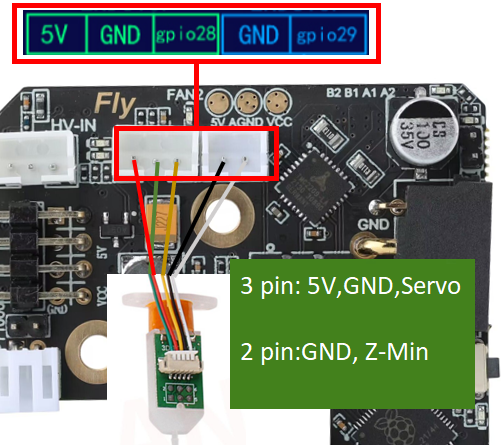 5V GND gpio28 GND gpio29
Fly
FAN2
B2 B1 A1 A2
HV-IN
5V AGND VCC
100
35V
GND
5V
VCC
3 pin: 5V,GND,Servo
2 pin:GND, Z-Min